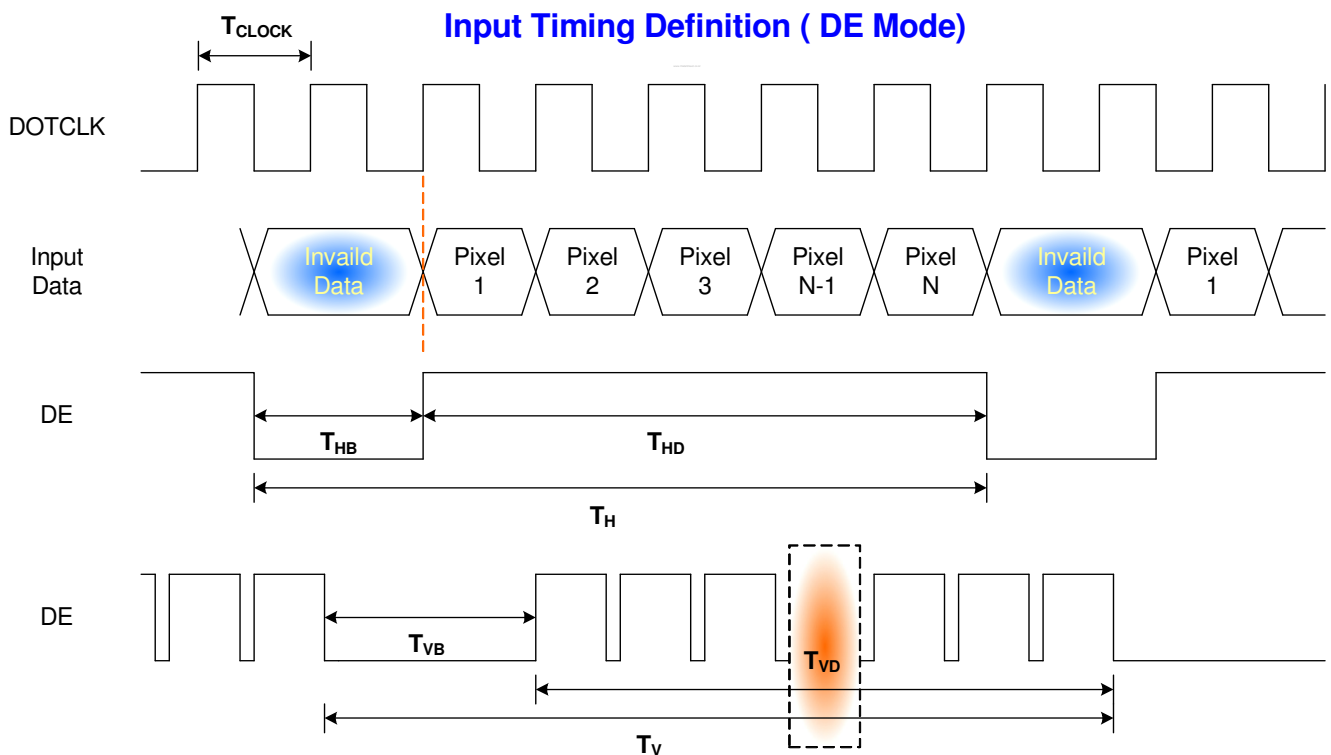 Input Timing Definition ( DE Mode)
TCLOCK
DOTCLK
Input
Data
Invaild
Data
Pixel
1
Pixel
2
Pixel
3
Pixel
N-1
Pixel
N
Invaild
Data
Pixel
1
DE
THB
THD
TH
DE
TVB
TVD
TV